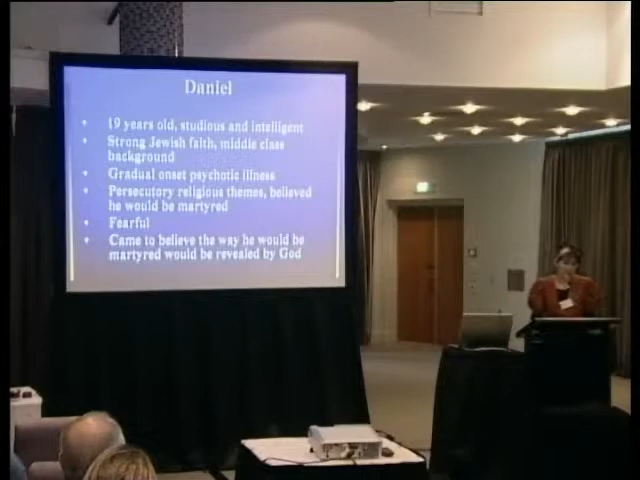 Daniel
• 19 years old, studious and intelligent
• Strong Jewish faith, middle class
background
• Gradual onset psychotic illness
• Persecutory religious themes, believed
he would be martyred
• Fearful
• Came to believe the way he would be
martyred would be revealed by God